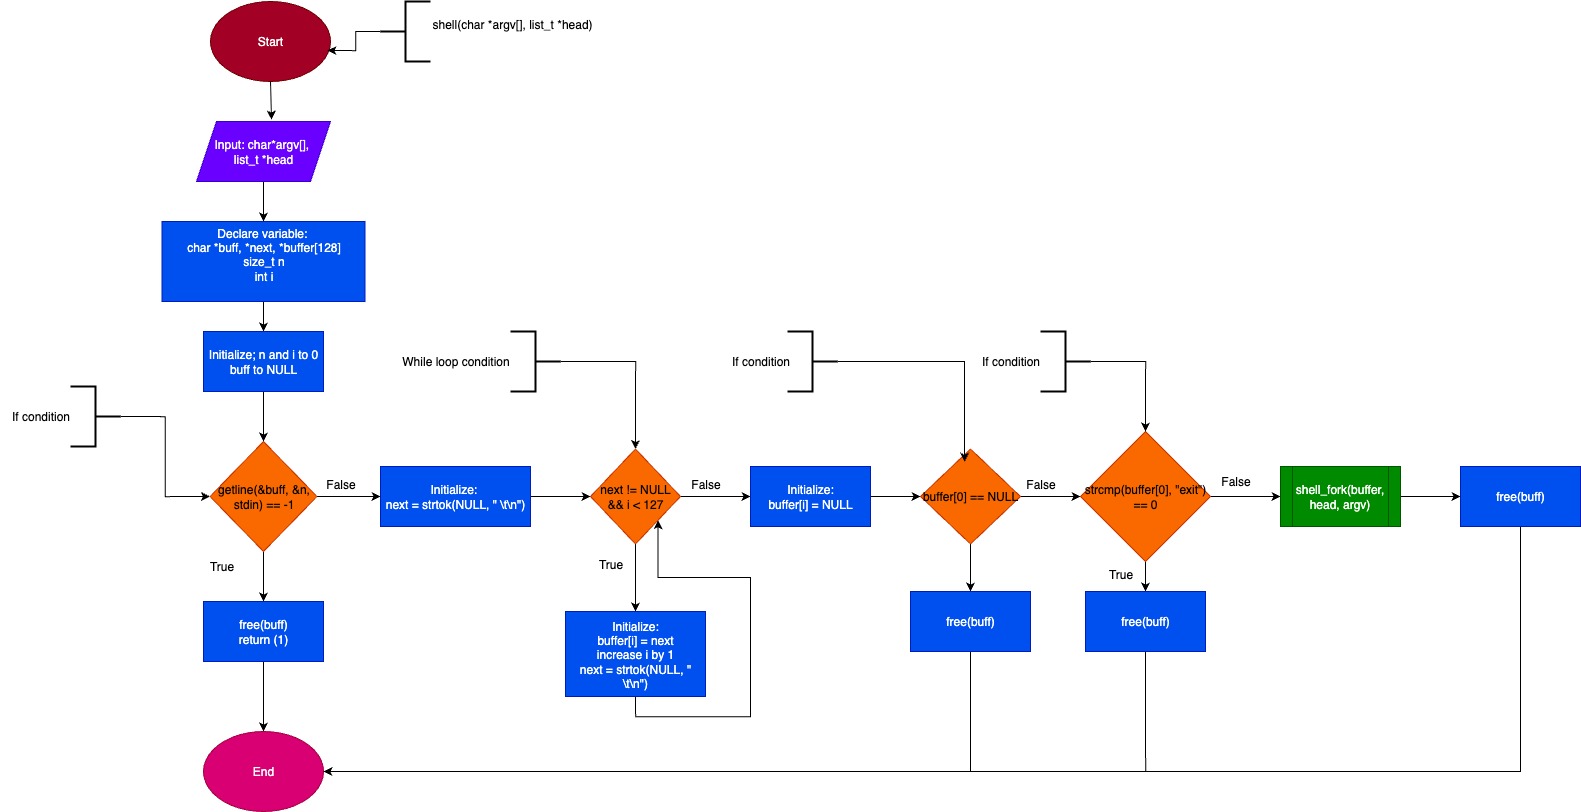 Start
shell(char *argv[], list_t *head)
Input: char*argv[],
list_t *head
Declare variable:
char *buff, *next, *buffer[128]
size_t n
int i
Initialize; n and i to 0
buff to NULL
If condition
While loop condition
If condition
If condition
getline(&buff, &n,
stdin) == -1
False
Initialize:
next = strtok(NULL, " \t\n")
next != NULL
&& i < 127
False
Initialize:
buffer[i] = NULL
buffer[0] == NULL
False
strcmp(buffer[0], "exit")
== 0
False
shell_fork(buffer,
head, argv)
free(buff)
True
True
True
free(buff)
return (1)
Initialize:
buffer[i] = next
increase i by 1
next = strtok(NULL, "
\t\n")
free(buff)
free(buff)
End